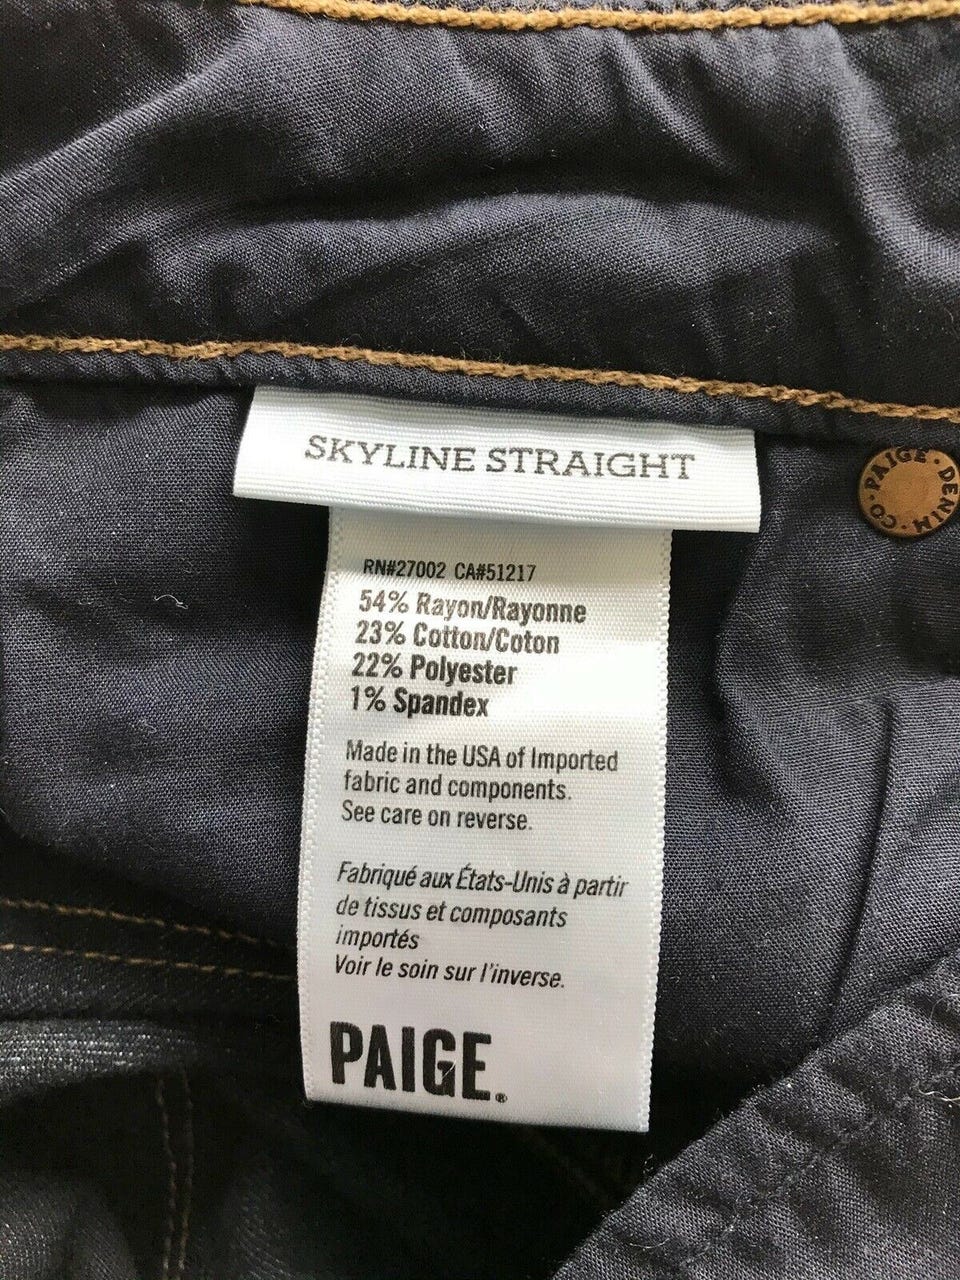 SKYLINE STRAIGHT
PAIGE · DENIM · CO ·
RN#27002 CA#51217
54% Rayon/Rayonne
23% Cotton/Coton
22% Polyester
1% Spandex
Made in the USA of Imported
fabric and components.
See care on reverse.
Fabriqué aux États-Unis à partir
de tissus et composants
importés
Voir le soin sur l'inverse.
PAIGE®